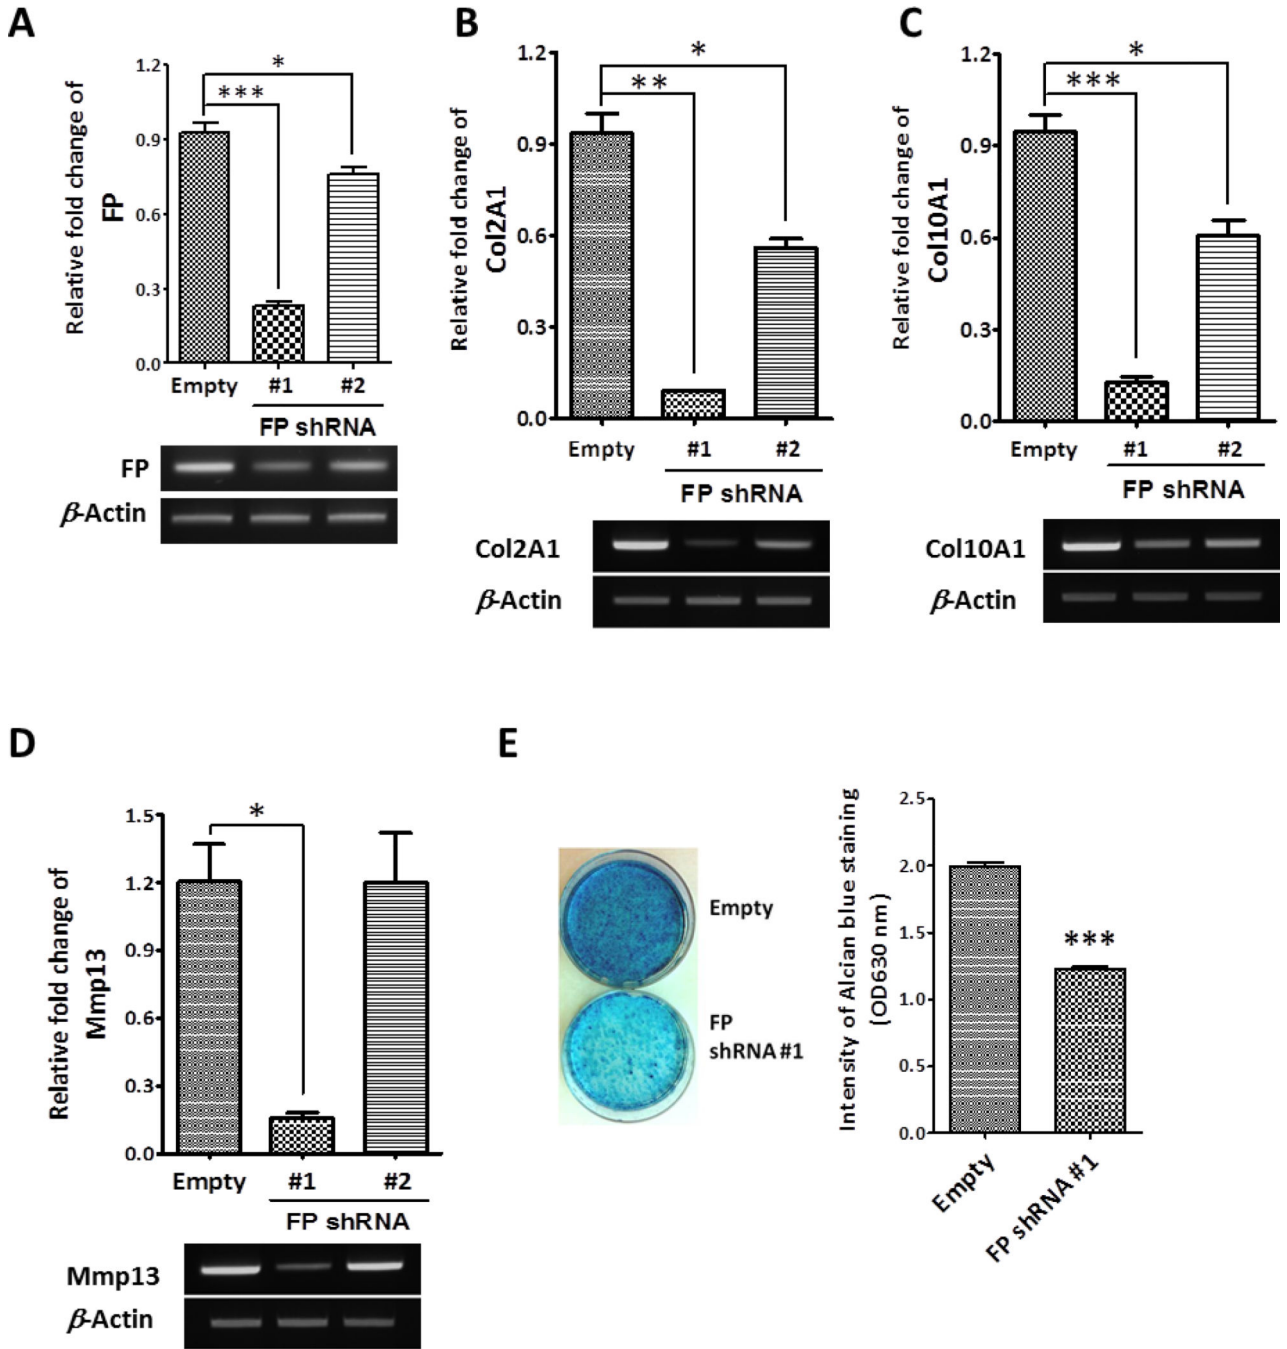 A
Relative fold change of
FP
1.2
0.9
0.6
0.3
0.0
*
***
Empty
#1
#2
FP shRNA
FP
β-Actin
B
Relative fold change of
Col2A1
1.2
0.9
0.6
0.3
0.0
*
**
Empty
#1
#2
FP shRNA
Col2A1
β-Actin
C
Relative fold change of
Col10A1
1.2
0.9
0.6
0.3
0.0
*
***
Empty
#1
#2
FP shRNA
Col10A1
β-Actin
D
Relative fold change of
Mmp13
1.5
1.2
0.9
0.6
0.3
0.0
*
Empty
#1
#2
FP shRNA
Mmp13
β-Actin
E
Empty
FP
shRNA #1
Intensity of Alcian blue staining
(OD630 nm)
2.5
2.0
1.5
1.0
0.5
0.0
***
Empty
FP shRNA #1